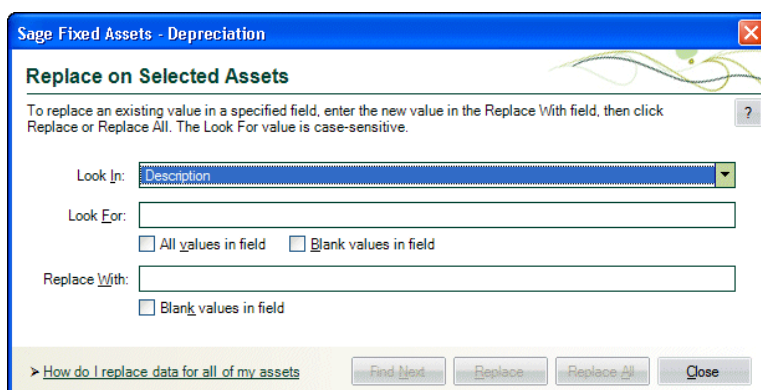 Sage Fixed Assets - Depreciation
Replace on Selected Assets
To replace an existing value in a specified field, enter the new value in the Replace With field, then click
Replace or Replace All. The Look For value is case-sensitive.
?
Look In: Description
Look For:
All values in field Blank values in field
Replace With:
Blank values in field
➤ How do I replace data for all of my assets Find Next Replace Replace All Close